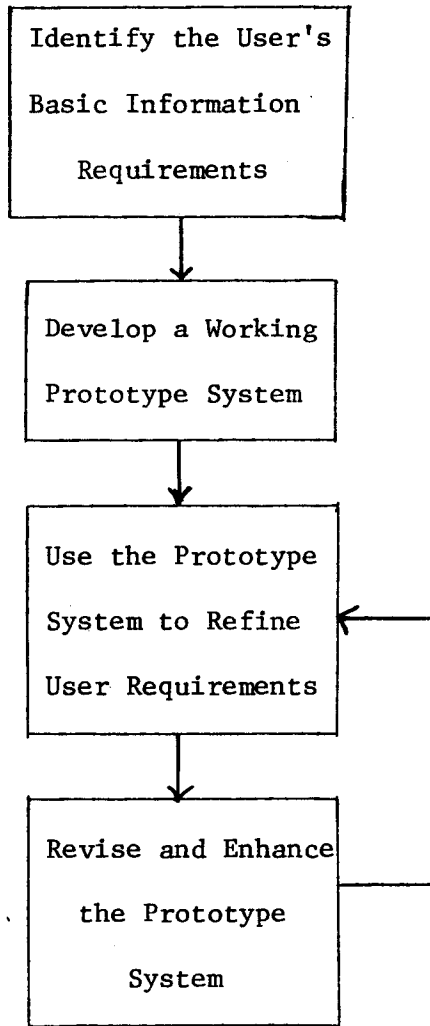 Identify the User's
Basic Information
Requirements
Develop a Working
Prototype System
Use the Prototype
System to Refine
User Requirements
Revise and Enhance
the Prototype
System